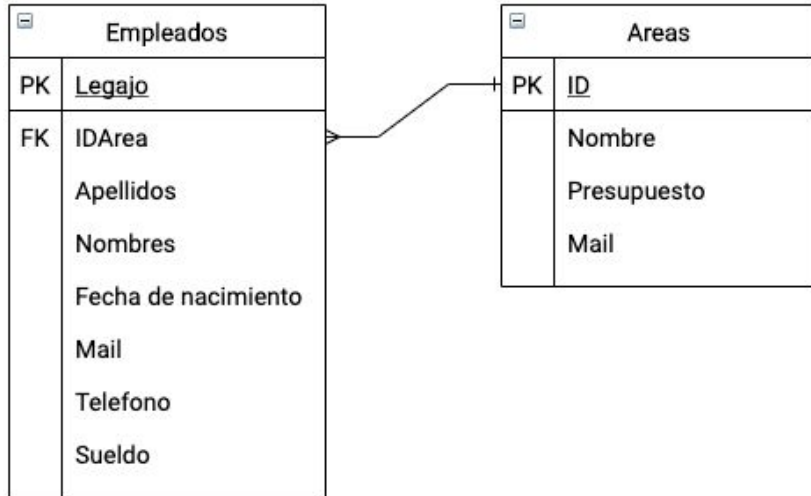 Empleados
PK Legajo
FK IDArea
Apellidos
Nombres
Fecha de nacimiento
Mail
Telefono
Sueldo
Areas
PK ID
Nombre
Presupuesto
Mail